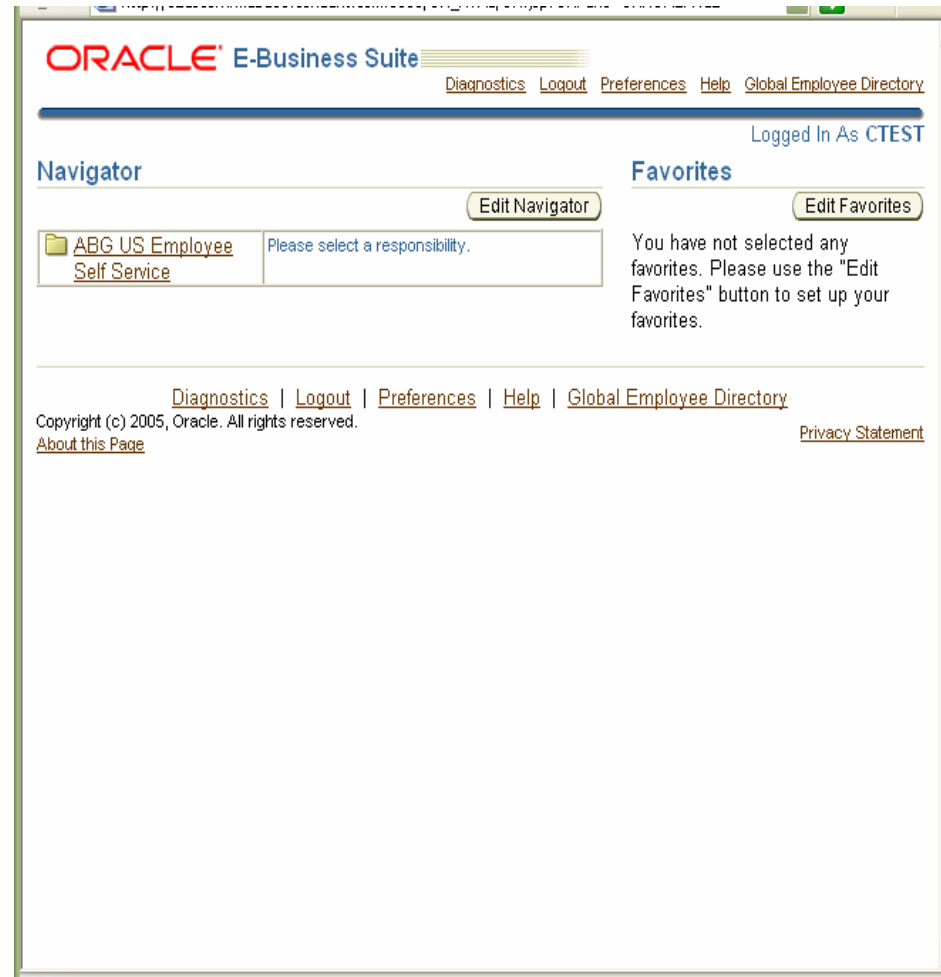 ORACLE E-Business Suite
Diagnostics Logout Preferences Help Global Employee Directory
Logged In As CTEST
Navigator
Edit Navigator
ABG US Employee
Self Service
Please select a responsibility.
Favorites
Edit Favorites
You have not selected any
favorites. Please use the "Edit
Favorites" button to set up your
favorites.
Diagnostics | Logout | Preferences | Help | Global Employee Directory
Copyright (c) 2005, Oracle. All rights reserved.
About this Page
Privacy Statement